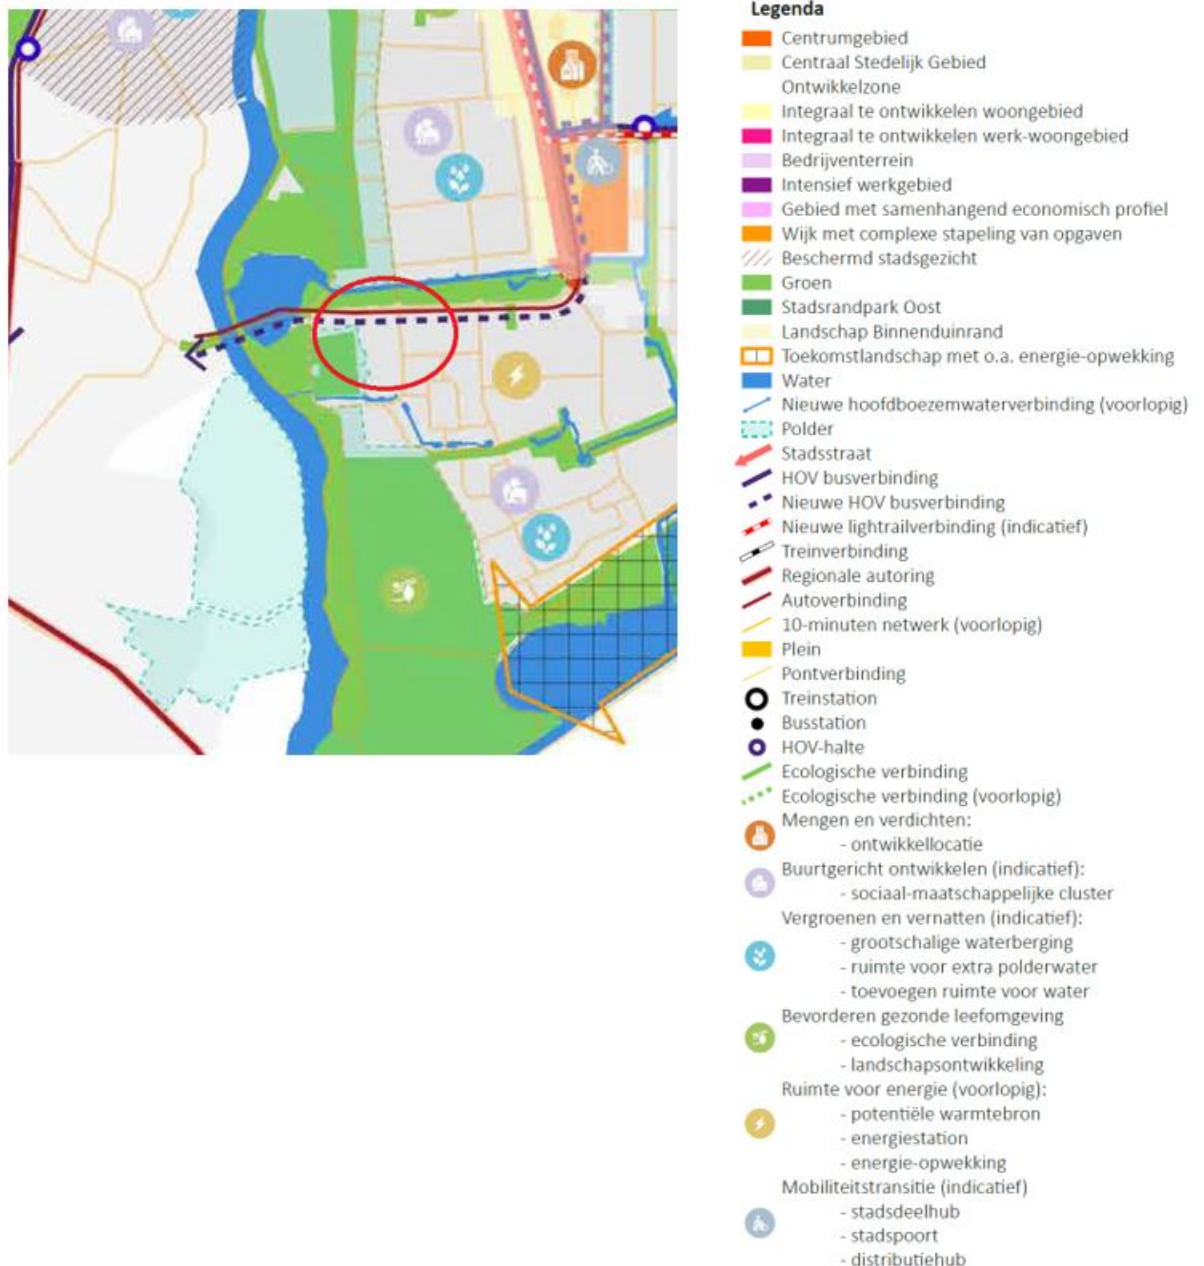 Legenda
Centrumgebied
Centraal Stedelijk Gebied
Ontwikkelzone
Integraal te ontwikkelen woongebied
Integraal te ontwikkelen werk-woongebied
Bedrijventerrein
Intensief werkgebied
Gebied met samenhangend economisch profiel
Wijk met complexe stapeling van opgaven
Beschermd stadsgezicht
Groen
Stadsrandpark Oost
Landschap Binnenduinrand
Toekomstlandschap met o.a. energie-opwekking
Water
Nieuwe hoofdboezemwaterverbinding (voorlopig)
Polder
Stadsstraat
HOV busverbinding
Nieuwe HOV busverbinding
Nieuwe lightrailverbinding (indicatief)
Treinverbinding
Regionale autoring
Autoverbinding
10-minuten netwerk (voorlopig)
Plein
Pontverbinding
Treinstation
Busstation
HOV-halte
Ecologische verbinding
Ecologische verbinding (voorlopig)
Mengen en verdichten:
- ontwikkellocatie
Buurtgericht ontwikkelen (indicatief):
- sociaal-maatschappelijke cluster
Vergroenen en vernatten (indicatief):
- grootschalige waterberging
- ruimte voor extra polderwater
- toevoegen ruimte voor water
Bevorderen gezonde leefomgeving
- ecologische verbinding
- landschapsontwikkeling
Ruimte voor energie (voorlopig):
- potentiële warmtebron
- energiestation
- energie-opwekking
Mobiliteitstransitie (indicatief)
- stadsdeelhub
- stadspoort
- distributiehub